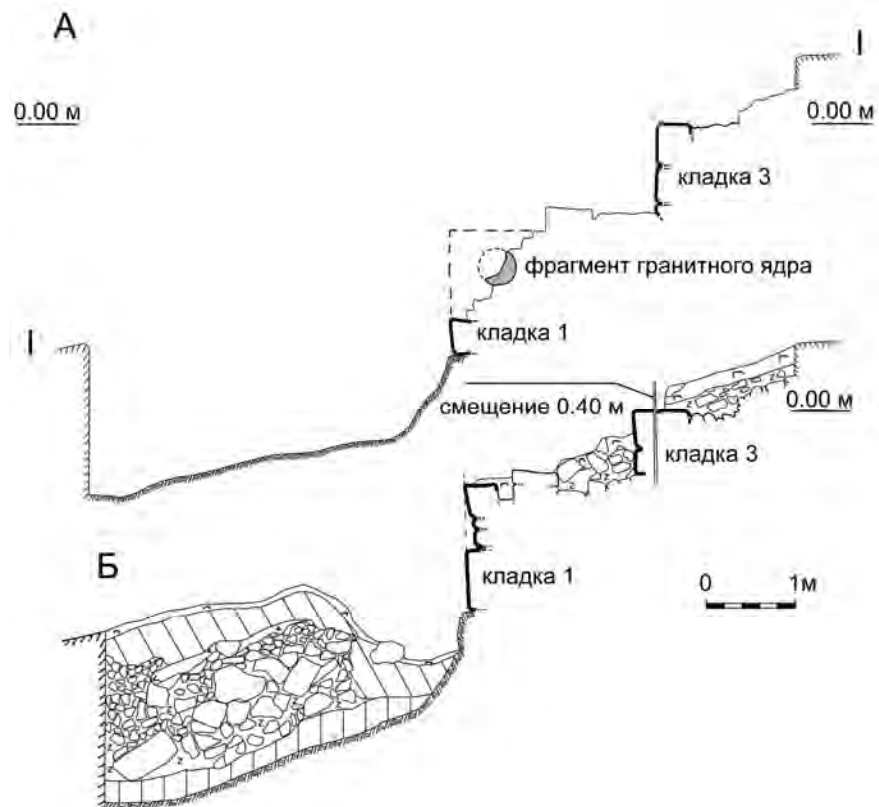 А
I
0.00 м
0.00 м
кладка 3
фрагмент гранитного ядра
I
кладка 1
смещение 0.40 м
0.00 м
кладка 3
Б
кладка 1
0 1м